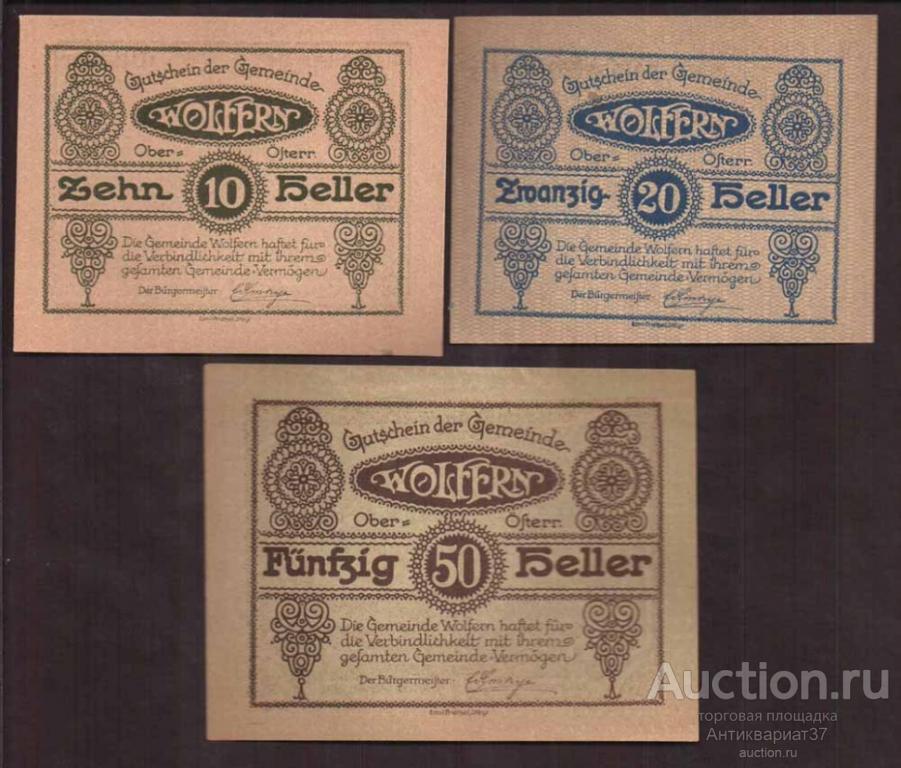 Gutschein der Gemeinde
WOLFERN
Ober= Österr.
Zehn 10 Heller
Die Gemeinde Wolfern haftet für
die Verbindlichkeit mit ihrem
gesamten Gemeinde-Vermögen
Der Bürgermeister
Gutschein der Gemeinde
WOLFERN
Ober= Österr.
Zwanzig 20 Heller
Die Gemeinde Wolfern haftet für
die Verbindlichkeit mit ihrem
gesamten Gemeinde-Vermögen
Der Bürgermeister
Gutschein der Gemeinde
WOLFERN
Ober= Österr.
Fünfzig 50 Heller
Die Gemeinde Wolfern haftet für
die Verbindlichkeit mit ihrem
gesamten Gemeinde-Vermögen
Der Bürgermeister
Auction.ru
торговая площадка
Антиквариат37
auction.ru